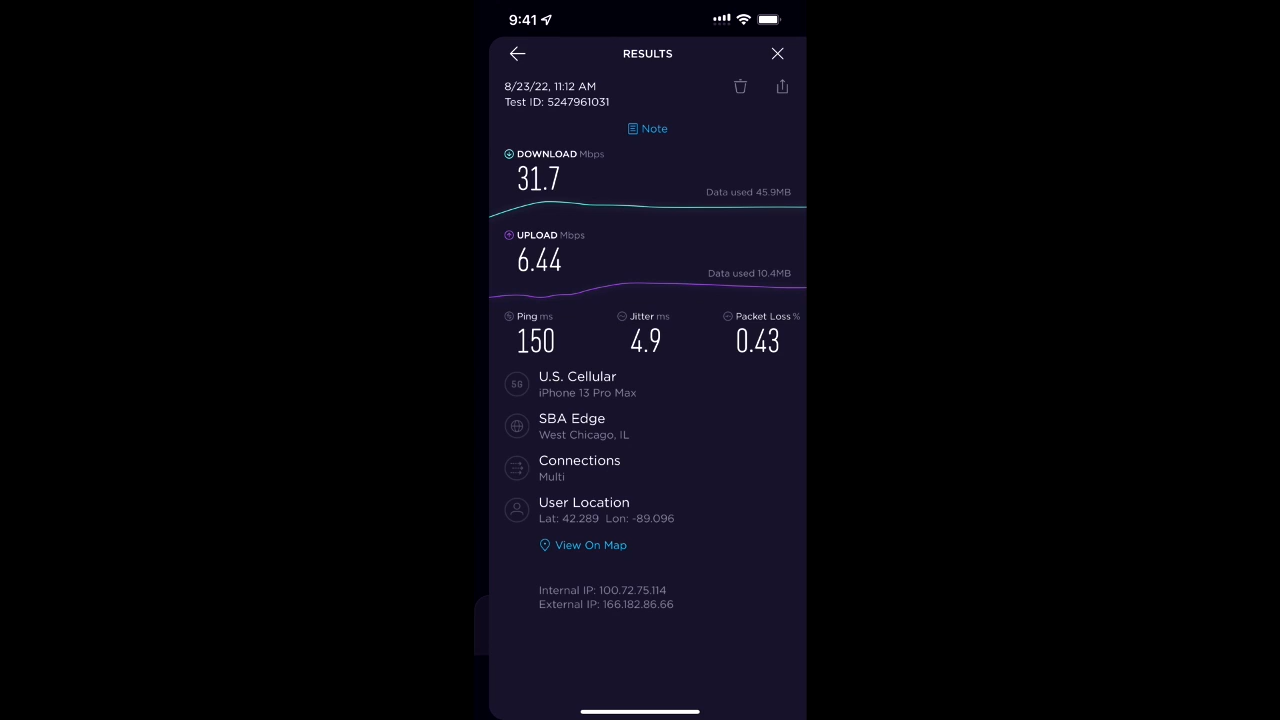 9:41
RESULTS
8/23/22, 11:12 AM
Test ID: 5247961031
Note
DOWNLOAD Mbps
31.7
Data used 45.9MB
UPLOAD Mbps
6.44
Data used 10.4MB
Ping ms Jitter ms Packet Loss %
150 4.9 0.43
5G
U.S. Cellular
iPhone 13 Pro Max
SBA Edge
West Chicago, IL
Connections
Multi
User Location
Lat: 42.289 Lon: -89.096
View On Map
Internal IP: 100.72.75.114
External IP: 166.182.86.66